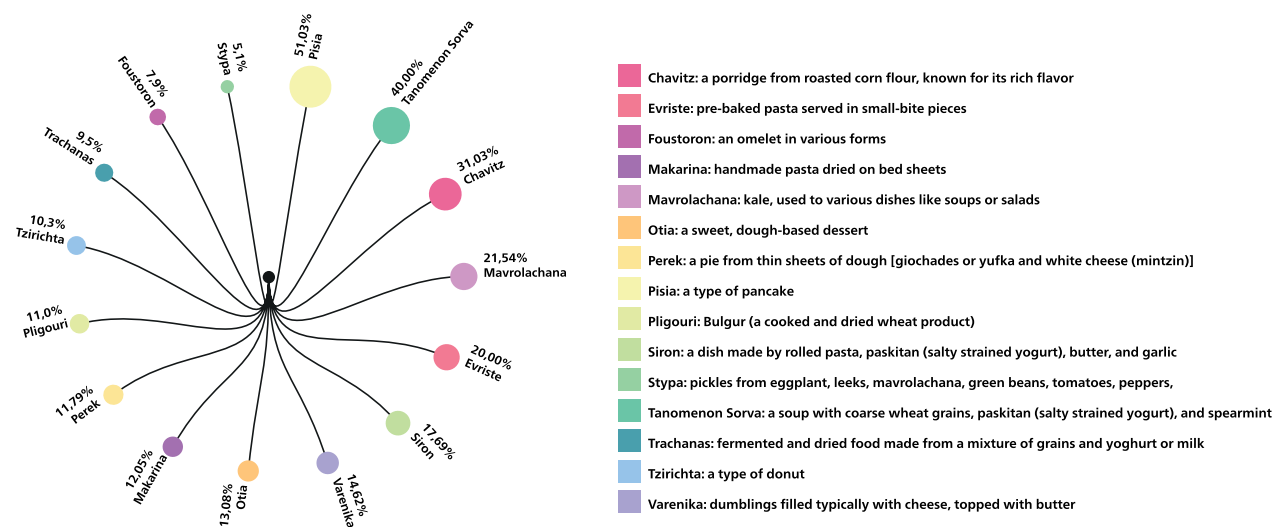 51,03%
Pisia
40,00%
Tanomenon Sorva
31,03%
Chavitz
21,54%
Mavrolachana
20,00%
Evriste
17,69%
Siron
14,62%
Varenika
13,08%
Otia
12,05%
Makarina
11,79%
Perek
11,0%
Pligouri
10,3%
Tzirichta
9,5%
Trachanas
7,9%
Foustoron
5,1%
Stypa
Chavitz: a porridge from roasted corn flour, known for its rich flavor
Evriste: pre-baked pasta served in small-bite pieces
Foustoron: an omelet in various forms
Makarina: handmade pasta dried on bed sheets
Mavrolachana: kale, used to various dishes like soups or salads
Otia: a sweet, dough-based dessert
Perek: a pie from thin sheets of dough [giochades or yufka and white cheese (mintzin)]
Pisia: a type of pancake
Pligouri: Bulgur (a cooked and dried wheat product)
Siron: a dish made by rolled pasta, paskitan (salty strained yogurt), butter, and garlic
Stypa: pickles from eggplant, leeks, mavrolachana, green beans, tomatoes, peppers,
Tanomenon Sorva: a soup with coarse wheat grains, paskitan (salty strained yogurt), and spearmint
Trachanas: fermented and dried food made from a mixture of grains and yoghurt or milk
Tzirichta: a type of donut
Varenika: dumblings filled typically with cheese, topped with butter